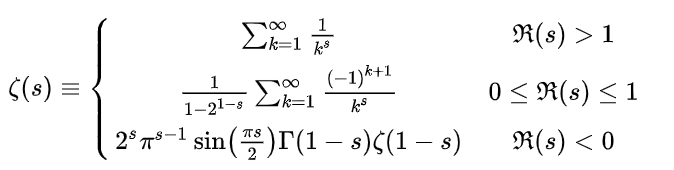 ζ(s) ≡ {
∑_{k=1}^{∞} 1/k^s    ℜ(s) > 1
1/(1−2^{1−s}) ∑_{k=1}^{∞} (−1)^{k+1}/k^s    0 ≤ ℜ(s) ≤ 1
2^s π^{s−1} sin(πs/2)Γ(1 − s)ζ(1 − s)    ℜ(s) < 0